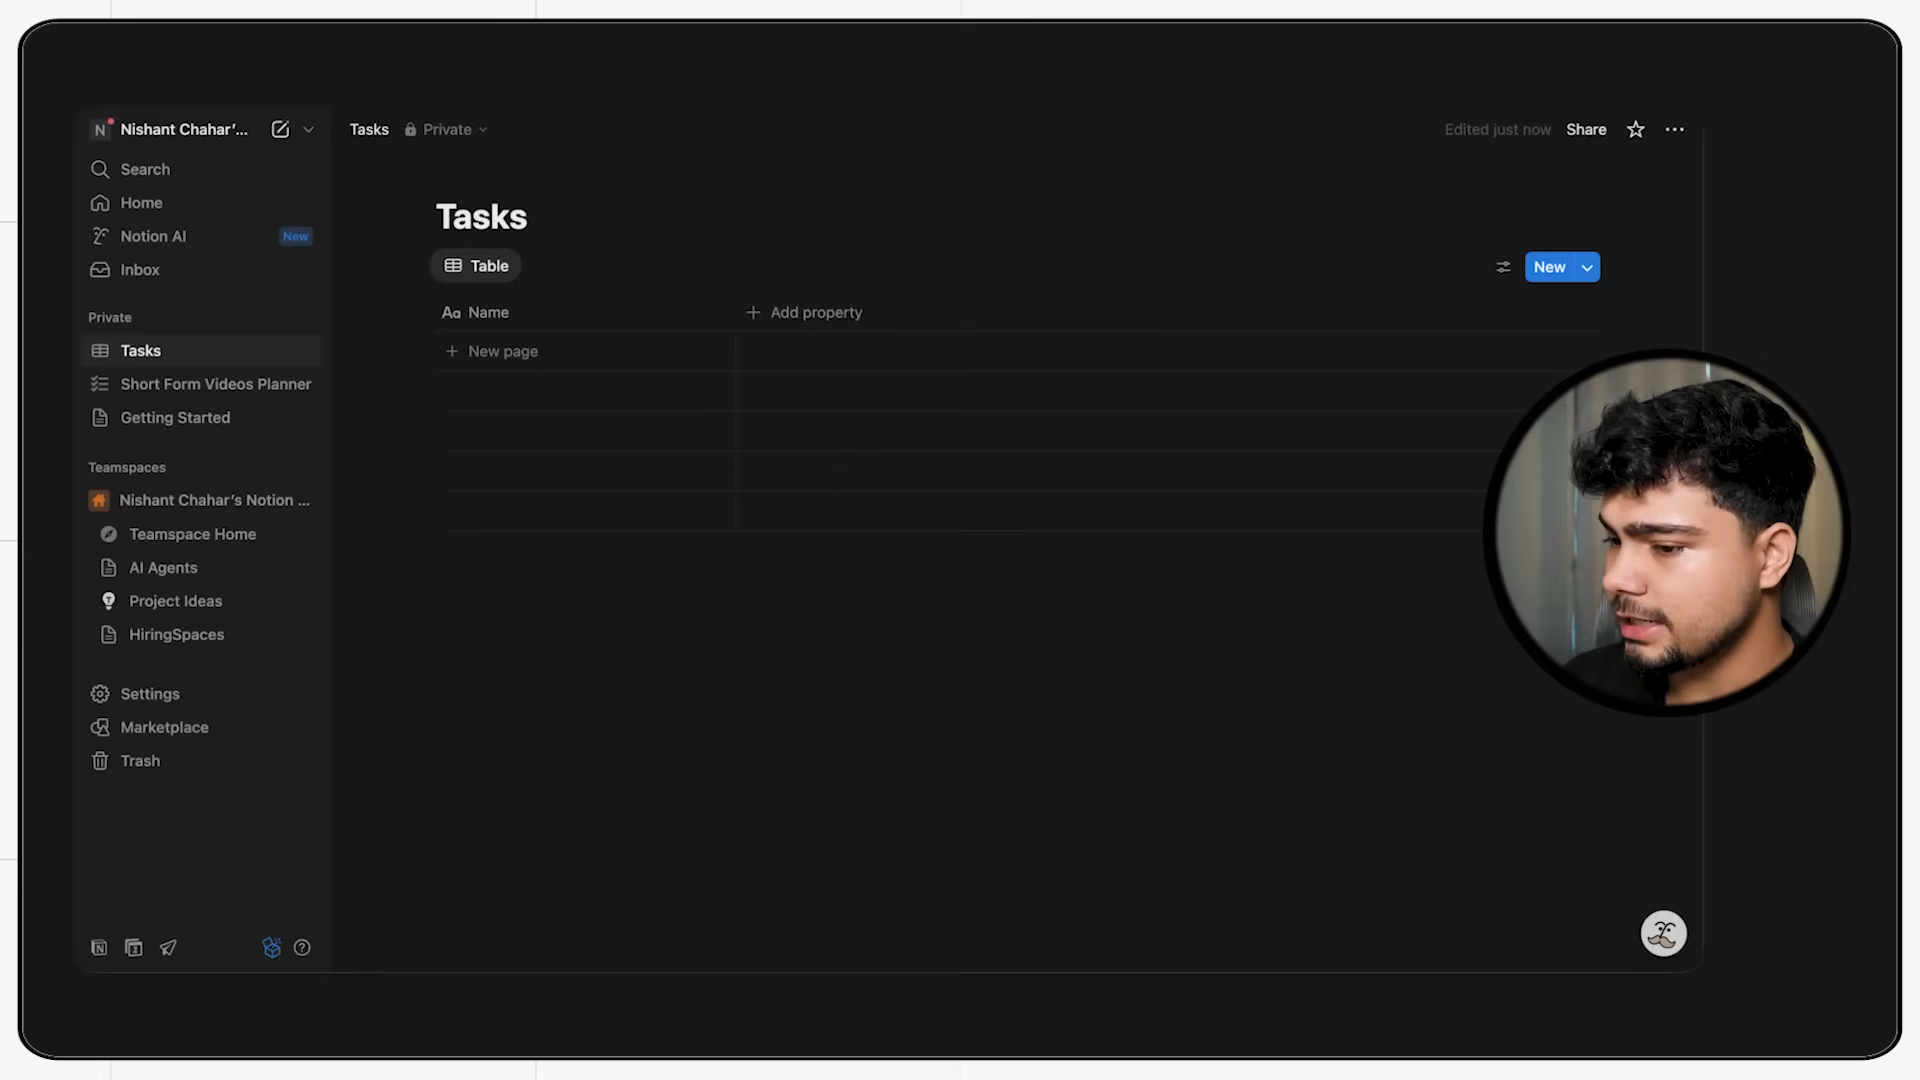 N Nishant Chahar’...
Tasks Private
Edited just now Share
Search
Home
Notion AI New
Inbox
Private
Tasks
Short Form Videos Planner
Getting Started
Teamspaces
Nishant Chahar’s Notion ...
Teamspace Home
AI Agents
Project Ideas
HiringSpaces
Settings
Marketplace
Trash
Tasks
Table
New
Aa Name
Add property
New page